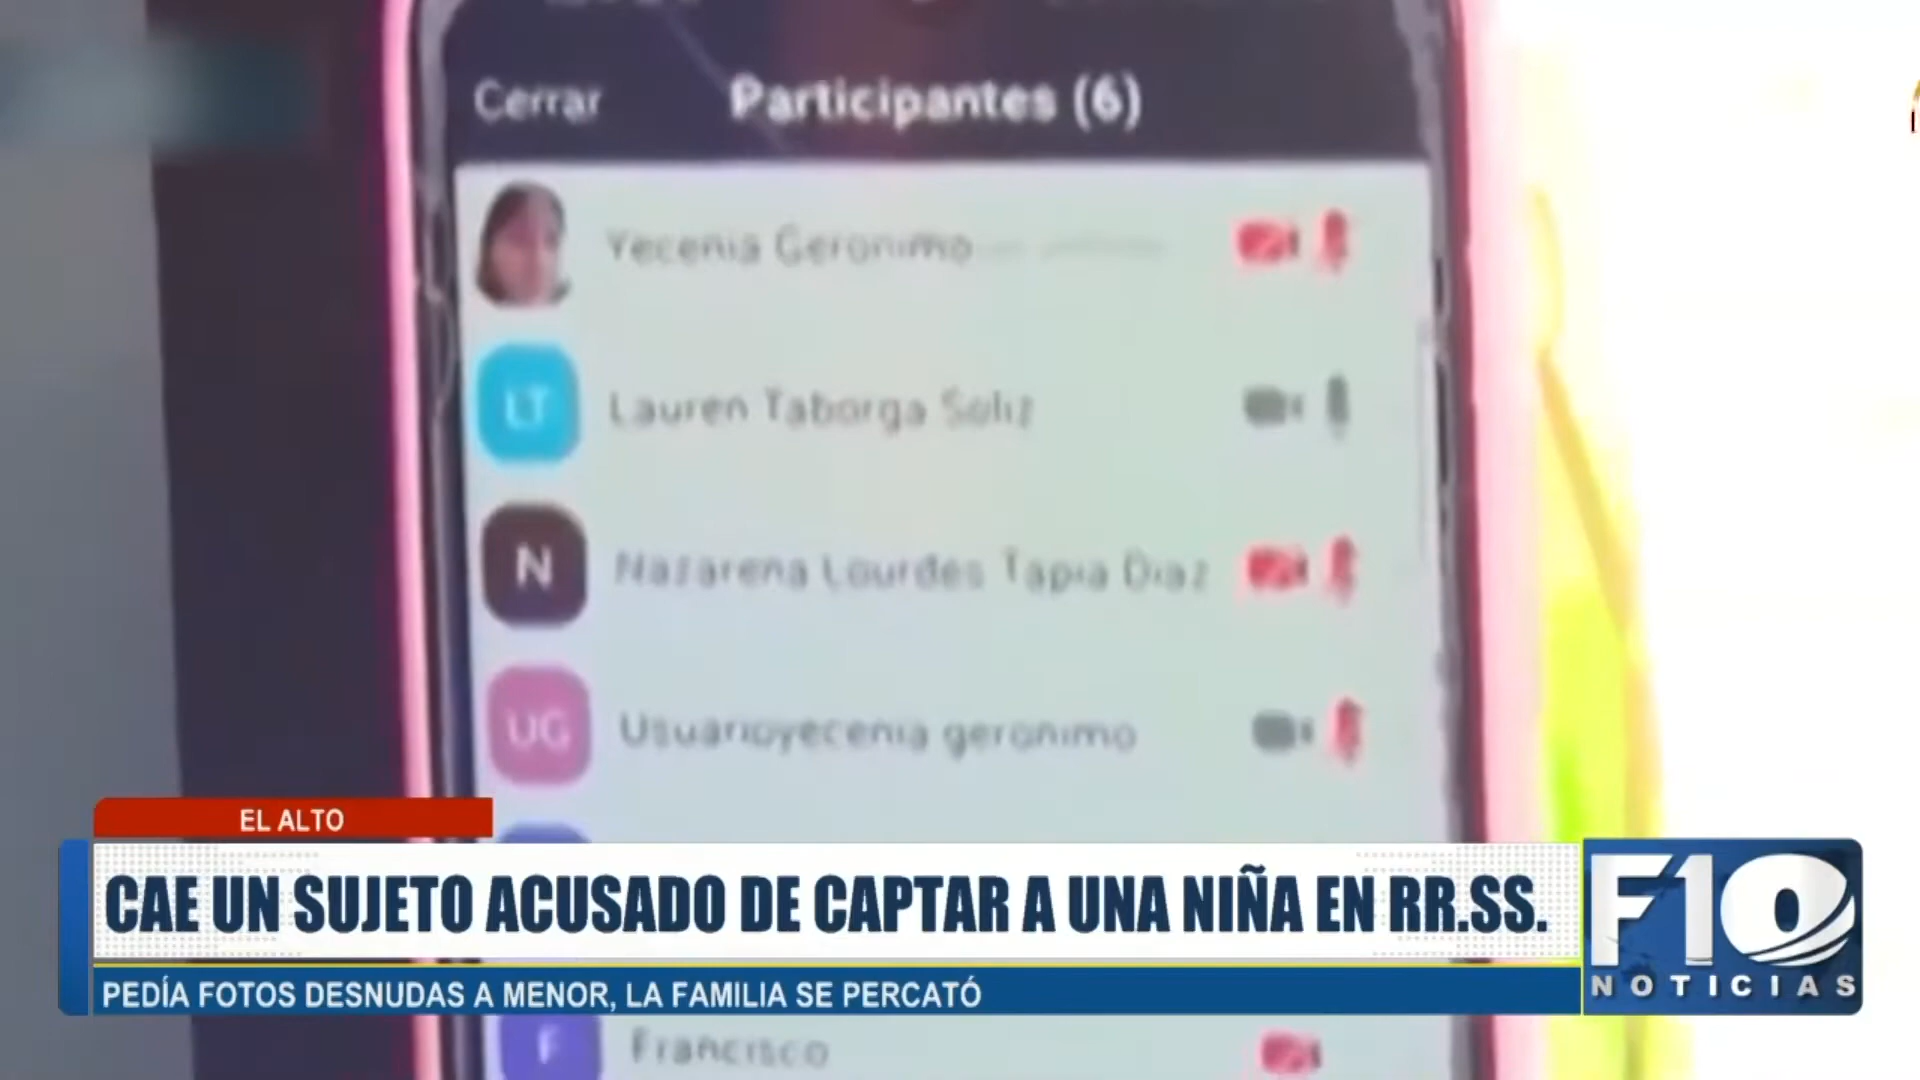 Cerrar
Participantes (6)
Yecenia Geronimo
LT
Lauren Taborga Soliz
N
Nazarena Lourdes Tapia Diaz
UG
Usuarioyecenia geronimo
EL ALTO
CAE UN SUJETO ACUSADO DE CAPTAR A UNA NIÑA EN RR.SS.
PEDÍA FOTOS DESNUDAS A MENOR, LA FAMILIA SE PERCATÓ
F10
NOTICIAS
F
Francisco